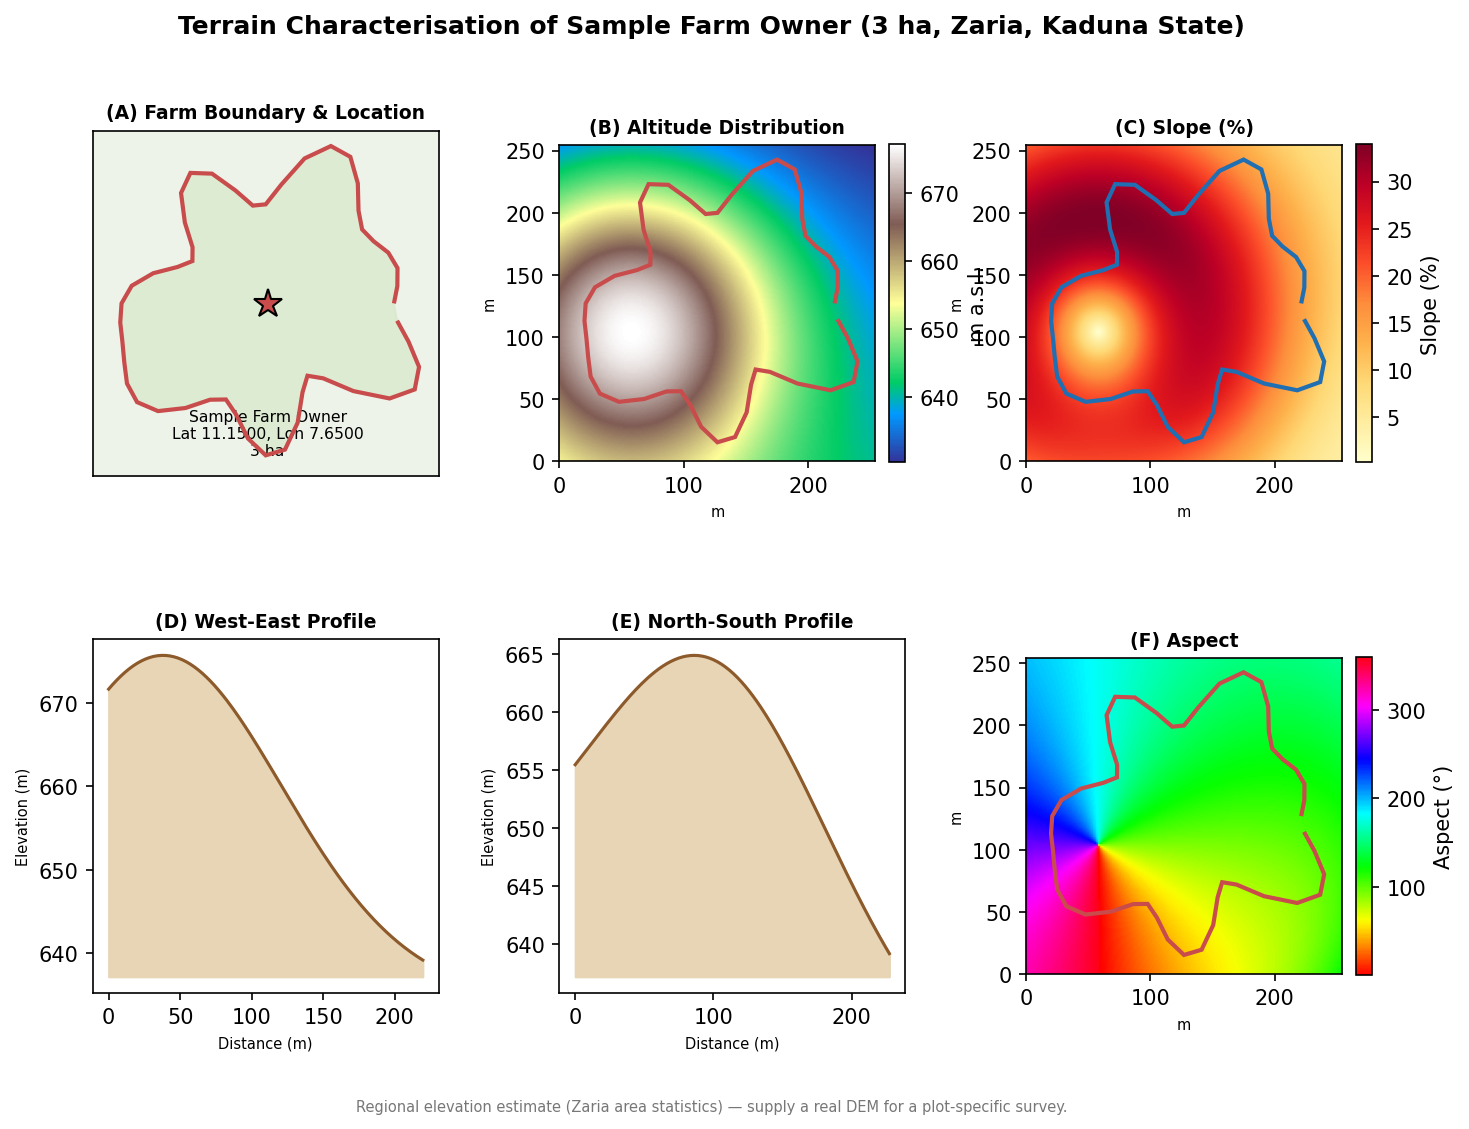 Terrain Characterisation of Sample Farm Owner (3 ha, Zaria, Kaduna State)
(A) Farm Boundary & Location
Sample Farm Owner
Lat 11.1500, Lon 7.6500
3 ha
(B) Altitude Distribution
250
200
150
100
50
0
m
0
100
200
m
670
660
650
640
m a.s.l.
(C) Slope (%)
250
200
150
100
50
0
m
0
100
200
m
30
25
20
15
10
5
Slope (%)
(D) West-East Profile
670
660
650
640
Elevation (m)
0
50
100
150
200
Distance (m)
(E) North-South Profile
665
660
655
650
645
640
Elevation (m)
0
100
200
Distance (m)
(F) Aspect
250
200
150
100
50
0
m
0
100
200
m
300
200
100
Aspect (°)
Regional elevation estimate (Zaria area statistics) — supply a real DEM for a plot-specific survey.